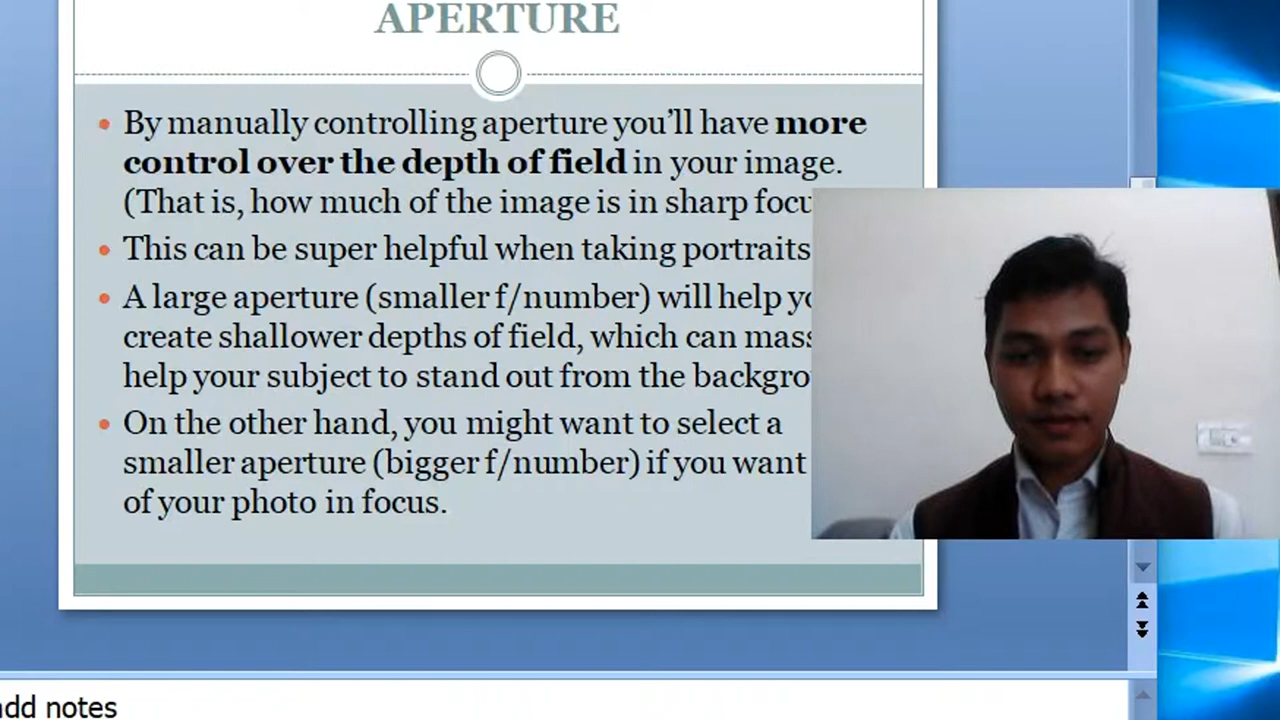 APERTURE
By manually controlling aperture you'll have more
control over the depth of field in your image.
(That is, how much of the image is in sharp
This can be super helpful when taking portraits
A large aperture (smaller f/number) will help
create shallower depths of field, which can
help your subject to stand out from the
On the other hand, you might want to select a
smaller aperture (bigger f/number) if you want
of your photo in focus.
add notes